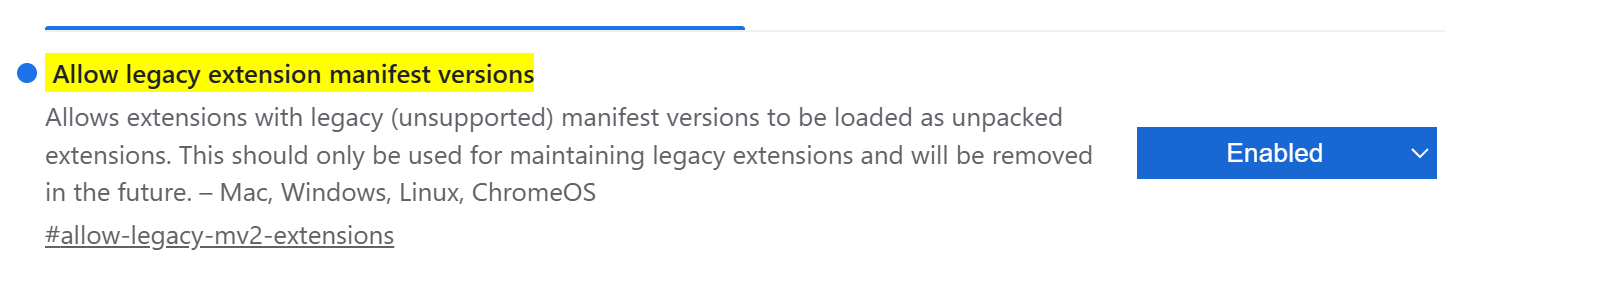 Allow legacy extension manifest versions
Allows extensions with legacy (unsupported) manifest versions to be loaded as unpacked
extensions. This should only be used for maintaining legacy extensions and will be removed
in the future. – Mac, Windows, Linux, ChromeOS
#allow-legacy-mv2-extensions
Enabled